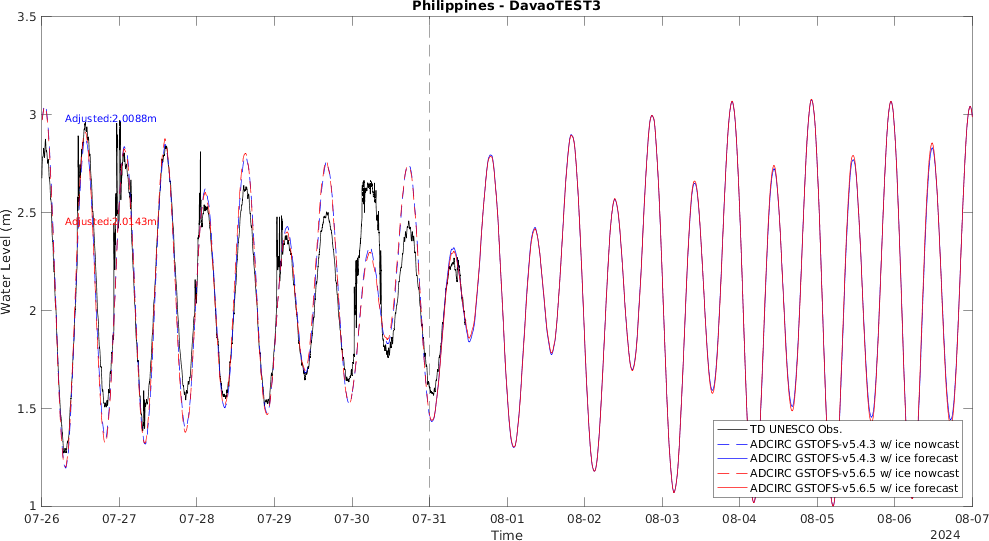 Philippines - DavaoTEST3
3.5
3
2.5
2
1.5
1
Water Level (m)
Adjusted:2.0088m
Adjusted:2.0143m
TD UNESCO Obs.
ADCIRC GSTOFS-v5.4.3 w/ ice nowcast
ADCIRC GSTOFS-v5.4.3 w/ ice forecast
ADCIRC GSTOFS-v5.6.5 w/ ice nowcast
ADCIRC GSTOFS-v5.6.5 w/ ice forecast
07-26 07-27 07-28 07-29 07-30 07-31 08-01 08-02 08-03 08-04 08-05 08-06 08-07
Time
2024